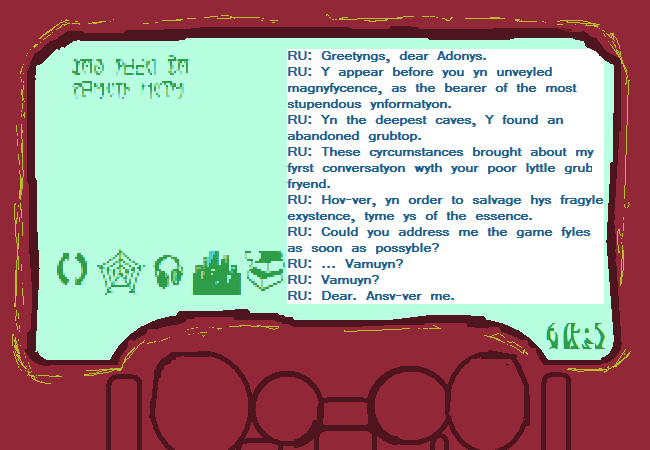 RU: Greetyngs, dear Adonys.
RU: Y appear before you yn unveyled
magnyfycence, as the bearer of the most
stupendous ynformatyon.
RU: Yn the deepest caves, Y found an
abandoned grubtop.
RU: These cyrcumstances brought about my
fyrst conversatyon wyth your poor lyttle grub
fryend.
RU: Hov-ver, yn order to salvage hys fragyle
exystence, tyme ys of the essence.
RU: Could you address me the game fyles
as soon as possyble?
RU: ... Vamuyn?
RU: Vamuyn?
RU: Dear. Ansv-ver me.